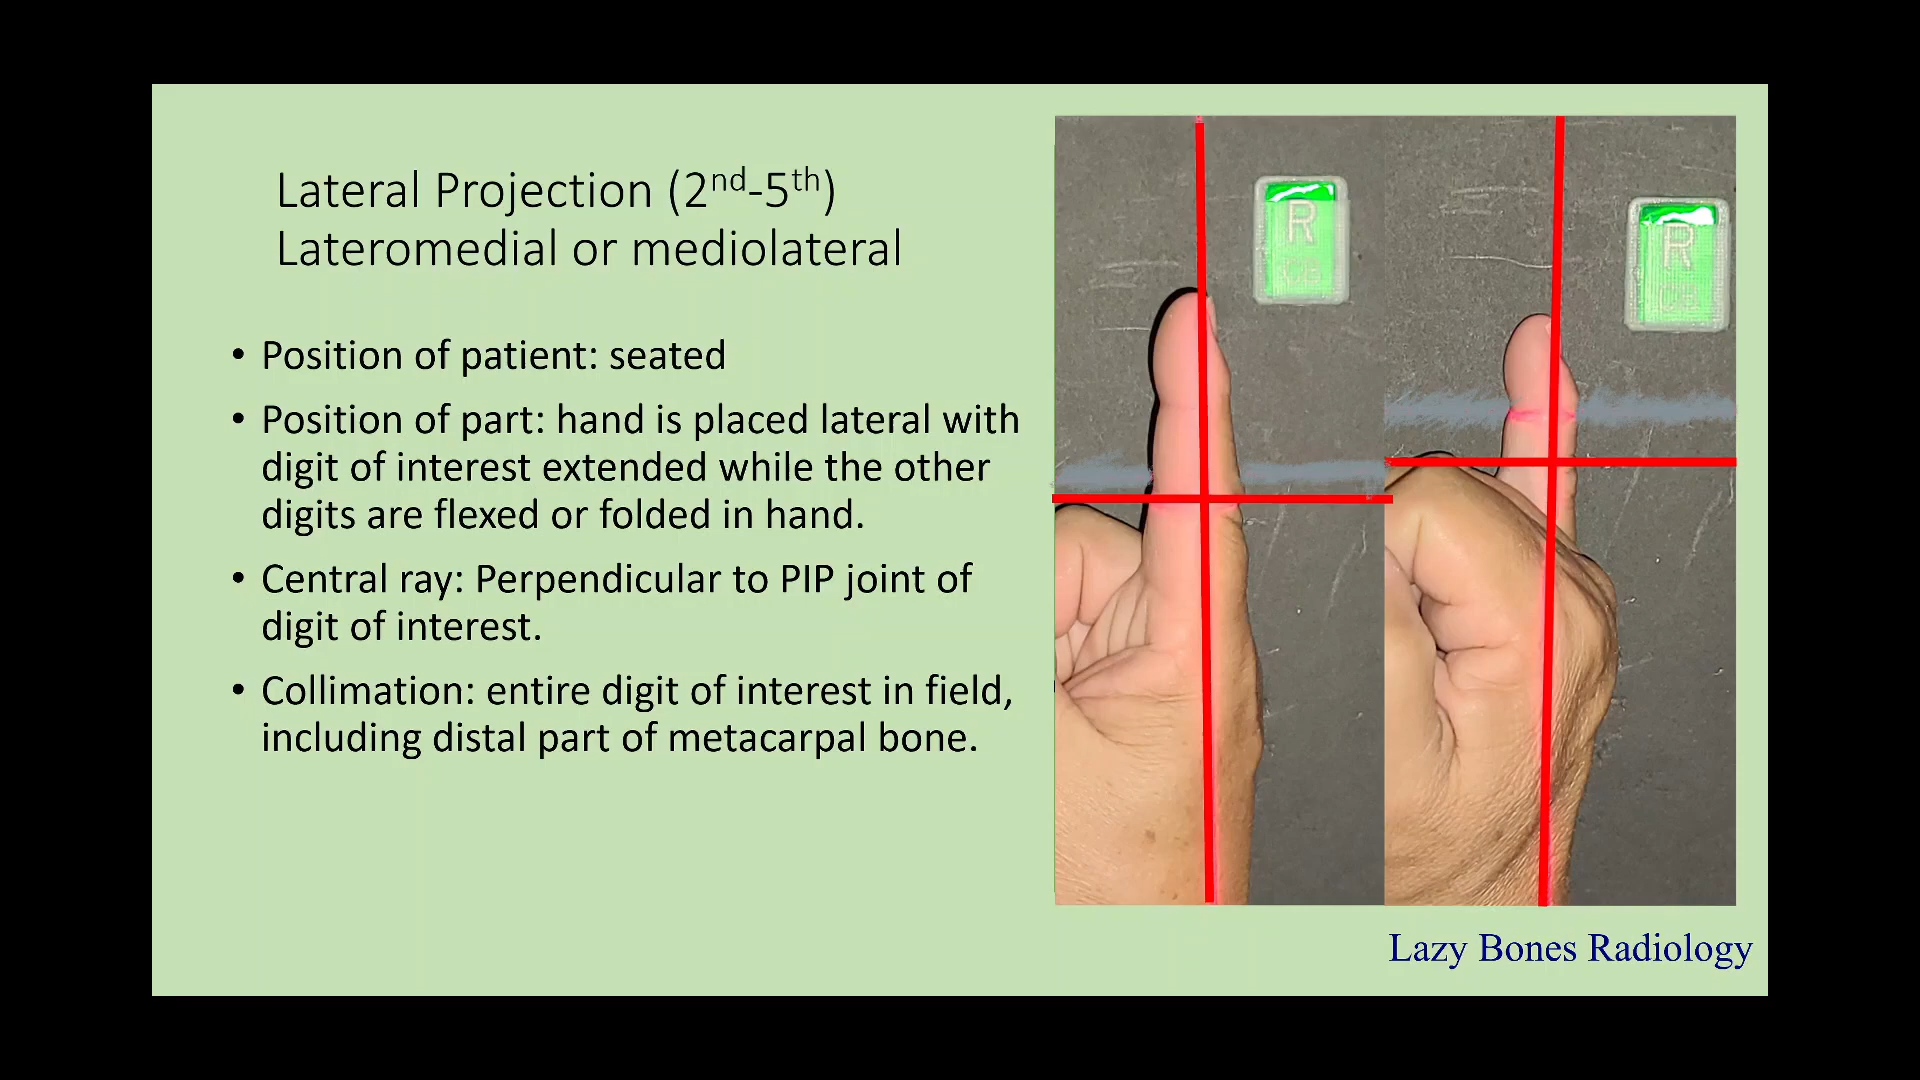 Lateral Projection (2nd-5th)
Lateromedial or mediolateral
• Position of patient: seated
• Position of part: hand is placed lateral with
digit of interest extended while the other
digits are flexed or folded in hand.
• Central ray: Perpendicular to PIP joint of
digit of interest.
• Collimation: entire digit of interest in field,
including distal part of metacarpal bone.
R
R
Lazy Bones Radiology